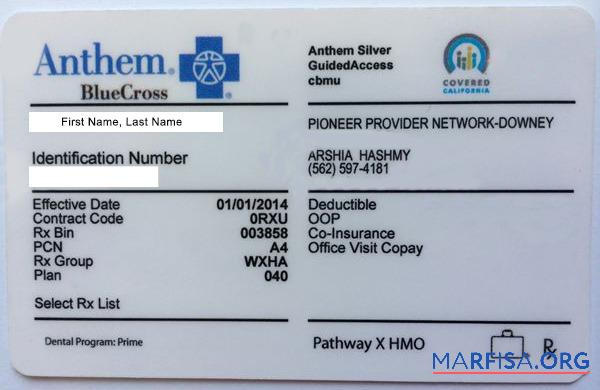 Anthem.
BlueCross
First Name, Last Name
Identification Number
Effective Date 01/01/2014
Contract Code 0RXU
Rx Bin 003858
PCN A4
Rx Group WXHA
Plan 040
Select Rx List
Dental Program: Prime
Anthem Silver
GuidedAccess
cbmu
COVERED
CALIFORNIA
PIONEER PROVIDER NETWORK-DOWNEY
ARSHIA HASHMY
(562) 597-4181
Deductible
OOP
Co-Insurance
Office Visit Copay
Pathway X HMO
Rx
MARFISA.ORG